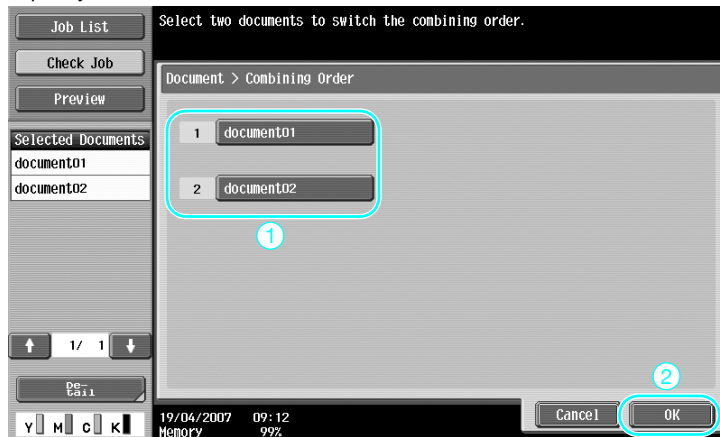 Job List
Select two documents to switch the combining order.
Check Job
Document > Combining Order
Preview
1 document01
Selected Documents
document01
document02
2 document02
1
1/ 1
De-
tail
2
19/04/2007 09:12
Cancel
OK
Y M C K
Memory 99%